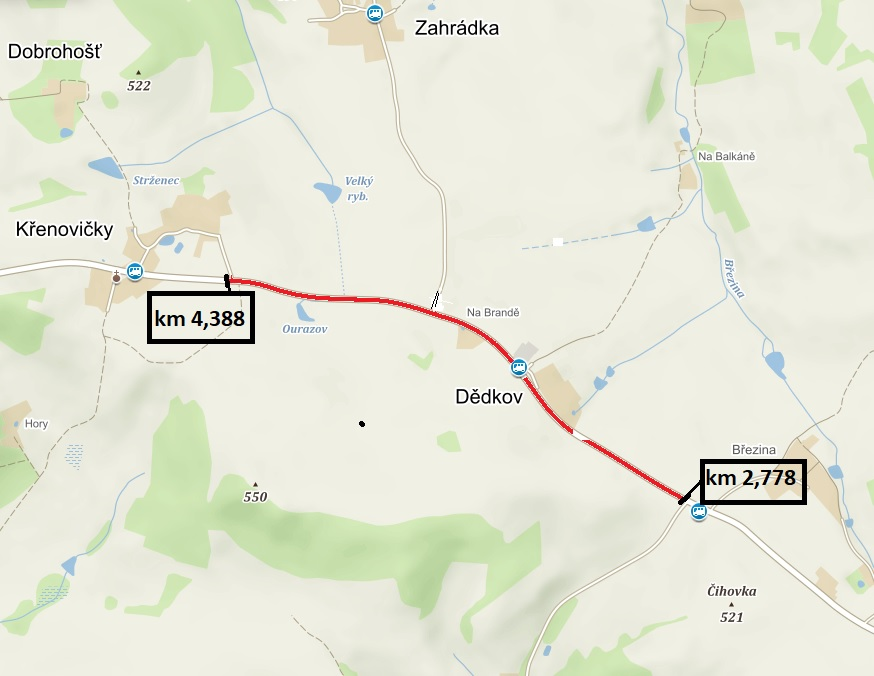 Zahrádka
Dobrohošť
522
Na Balkáně
Strženec
Velký
ryb.
Křenovičky
Březina
km 4,388
Ourazov
Na Brandě
Dědkov
Hory
Březina
km 2,778
550
Čihovka
521